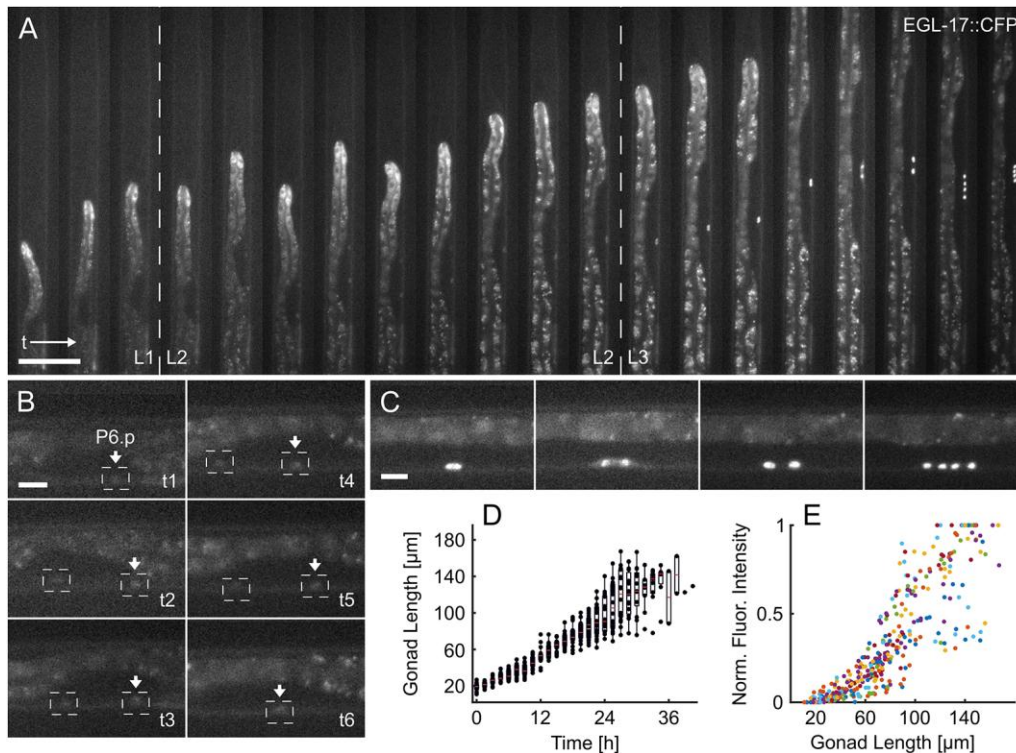 A
EGL-17::CFP
t
L1 L2
L2 L3
B
P6.p
t1
t4
t2
t5
t3
t6
C
D
Gonad Length [µm]
180
140
100
60
20
0 12 24 36
Time [h]
E
Norm. Fluor. Intensity
1
0.5
0
20 60 100 140
Gonad Length [µm]